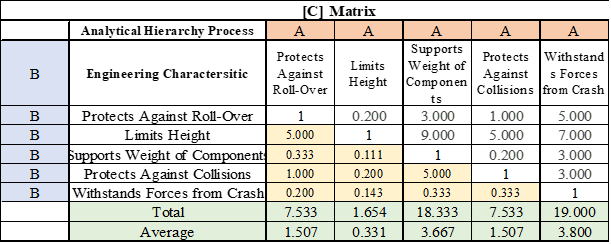 [C] Matrix
Analytical Hierarchy Process A A A A A
B Engineering Charactersitic Protects Against Roll-Over Limits Height Supports Weight of Componen ts Protects Against Collisions Withstand s Forces from Crash
B Protects Against Roll-Over 1 0.200 3.000 1.000 5.000
B Limits Height 5.000 1 9.000 5.000 7.000
B Supports Weight of Components 0.333 0.111 1 0.200 3.000
B Protects Against Collisions 1.000 0.200 5.000 1 3.000
B Withstands Forces from Crash 0.200 0.143 0.333 0.333 1
Total 7.533 1.654 18.333 7.533 19.000
Average 1.507 0.331 3.667 1.507 3.800